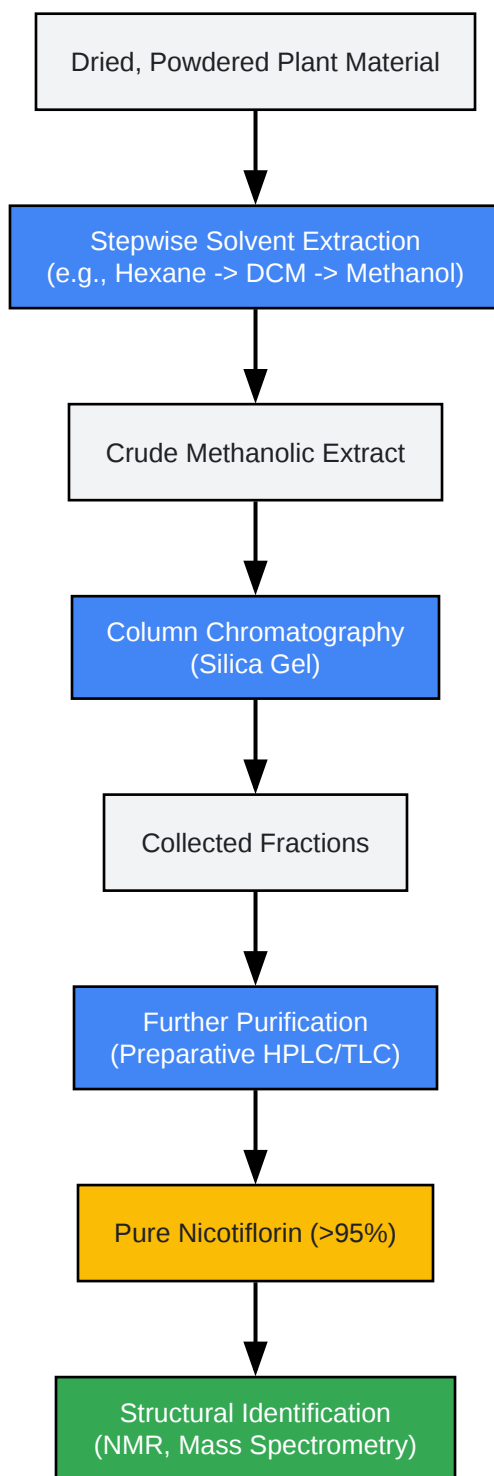 Dried, Powdered Plant Material
Stepwise Solvent Extraction
(e.g., Hexane -> DCM -> Methanol)
Crude Methanolic Extract
Column Chromatography
(Silica Gel)
Collected Fractions
Further Purification
(Preparative HPLC/TLC)
Pure Nicotiflorin (>95%)
Structural Identification
(NMR, Mass Spectrometry)